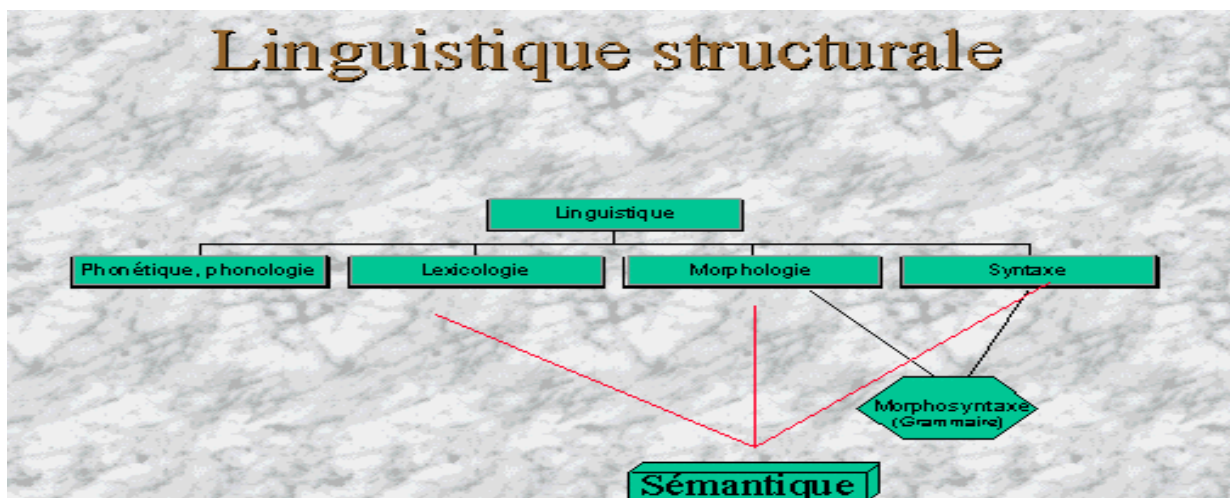 Linguistique structurale
Linguistique
Phonétique, phonologie
Lexicologie
Morphologie
Syntaxe
Morphosyntaxe
(Grammaire)
Sémantique